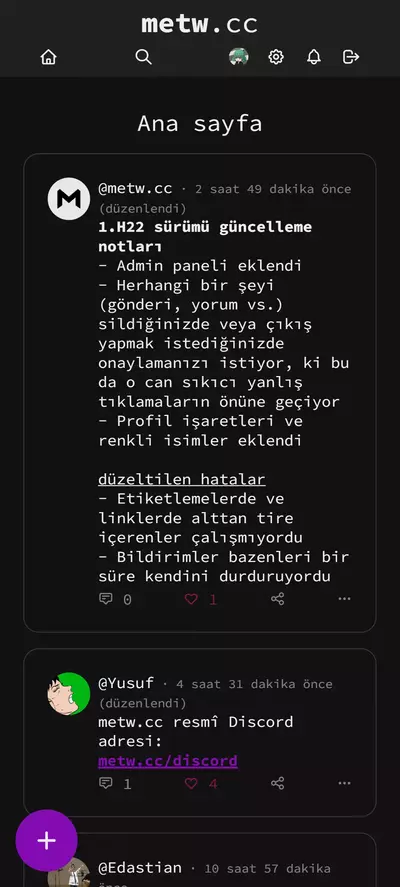 metw.cc
Ana sayfa
@metw.cc · 2 saat 49 dakika önce
(düzenlendi)
1.H22 sürümü güncelleme
notları
- Admin paneli eklendi
- Herhangi bir şeyi
(gönderi, yorum vs.)
sildiğinizde veya çıkış
yapmak istediğinizde
onaylamanızı istiyor, ki bu
da o can sıkıcı yanlış
tıklamaların önüne geçiyor
- Profil işaretleri ve
renkli isimler eklendi
düzeltilen hatalar
- Etiketlemelerde ve
linklerde alttan tire
içerenler çalışmıyordu
- Bildirimler bazenleri bir
süre kendini durduruyordu
0 1
@Yusuf · 4 saat 31 dakika önce
(düzenlendi)
metw.cc resmî Discord
adresi:
metw.cc/discord
1 4
@Edastian · 10 saat 57 dakika
önce